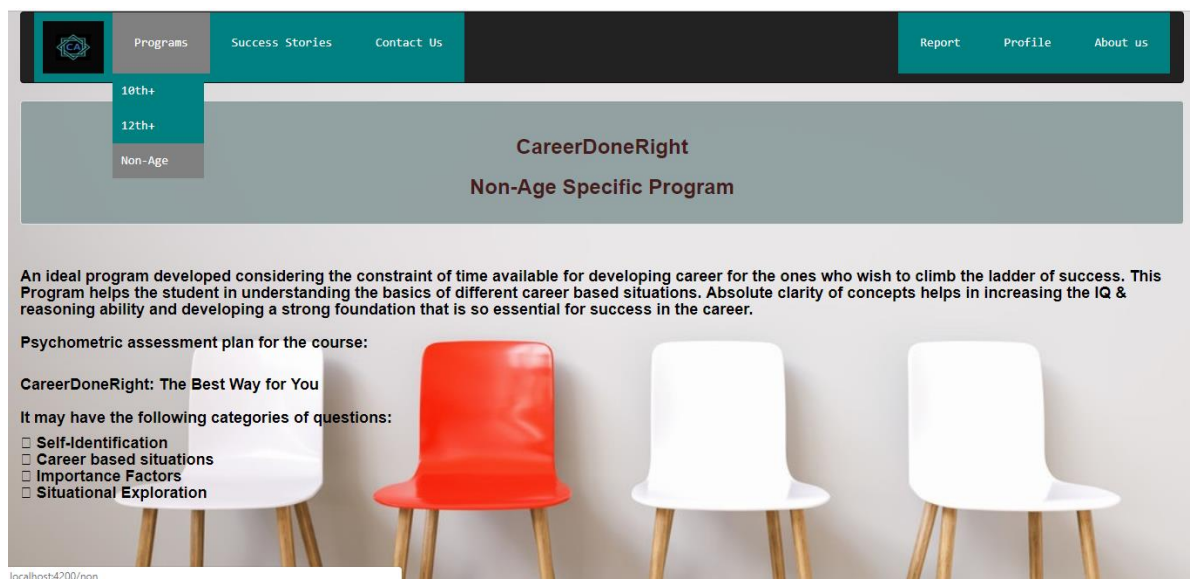 CA
Programs
Success Stories
Contact Us
Report
Profile
About us
10th+
12th+
Non-Age
CareerDoneRight
Non-Age Specific Program
An ideal program developed considering the constraint of time available for developing career for the ones who wish to climb the ladder of success. This
Program helps the student in understanding the basics of different career based situations. Absolute clarity of concepts helps in increasing the IQ &
reasoning ability and developing a strong foundation that is so essential for success in the career.
Psychometric assessment plan for the course:
CareerDoneRight: The Best Way for You
It may have the following categories of questions:
Self-Identification
Career based situations
Importance Factors
Situational Exploration
localhost:4200/non